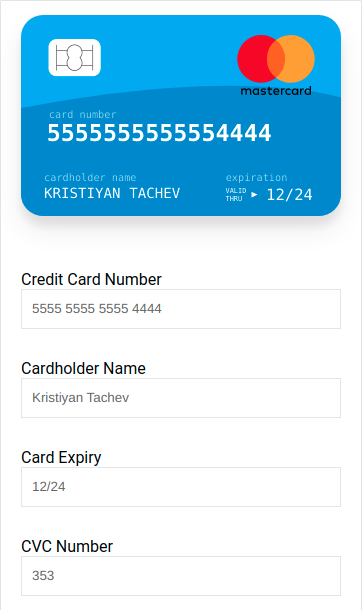 mastercard
card number
5555555555554444
cardholder name
expiration
KRISTIYAN TACHEV
VALID
THRU
▶ 12/24
Credit Card Number
5555 5555 5555 4444
Cardholder Name
Kristiyan Tachev
Card Expiry
12/24
CVC Number
353